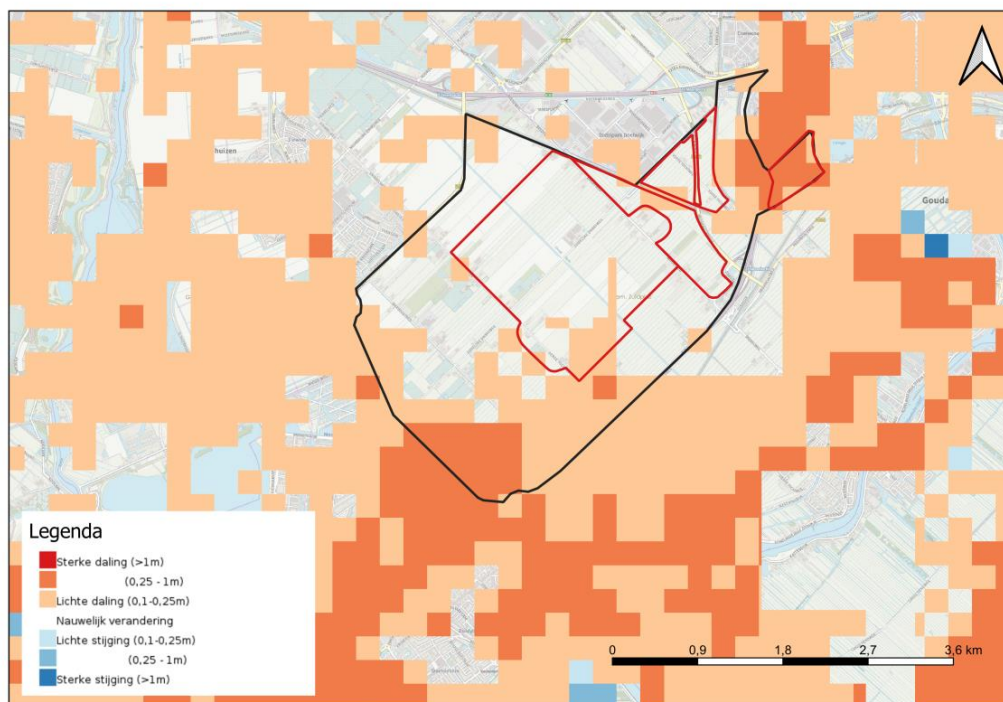 huizen
Gouda
Legenda
Sterke daling (>1m)
(0,25 - 1m)
Lichte daling (0,1-0,25m)
Nauwelijk verandering
Lichte stijging (0,1-0,25m)
(0,25 - 1m)
Sterke stijging (>1m)
0 0,9 1,8 2,7 3,6 km